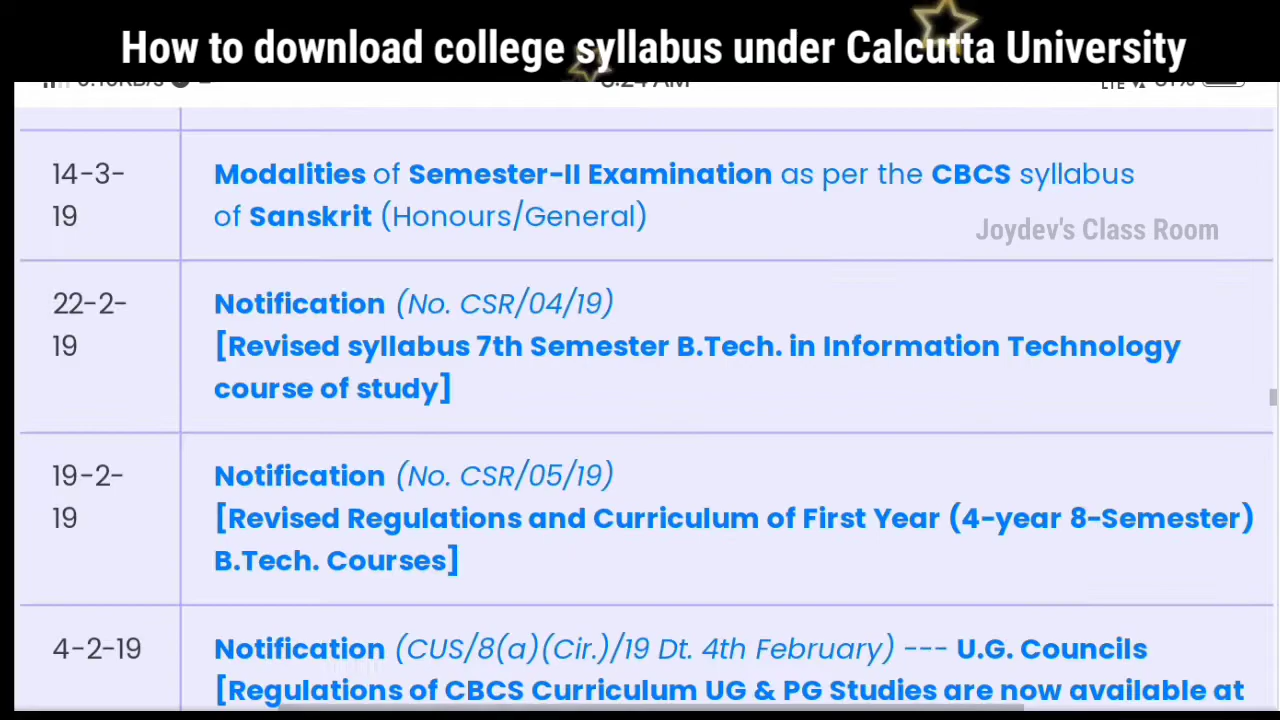 How to download college syllabus under Calcutta University
14-3-
19
Modalities of Semester-II Examination as per the CBCS syllabus
of Sanskrit (Honours/General)
Joydev's Class Room
22-2-
19
Notification (No. CSR/04/19)
[Revised syllabus 7th Semester B.Tech. in Information Technology
course of study]
19-2-
19
Notification (No. CSR/05/19)
[Revised Regulations and Curriculum of First Year (4-year 8-Semester)
B.Tech. Courses]
4-2-19
Notification (CUS/8(a)(Cir.)/19 Dt. 4th February) --- U.G. Councils
[Regulations of CBCS Curriculum UG & PG Studies are now available at